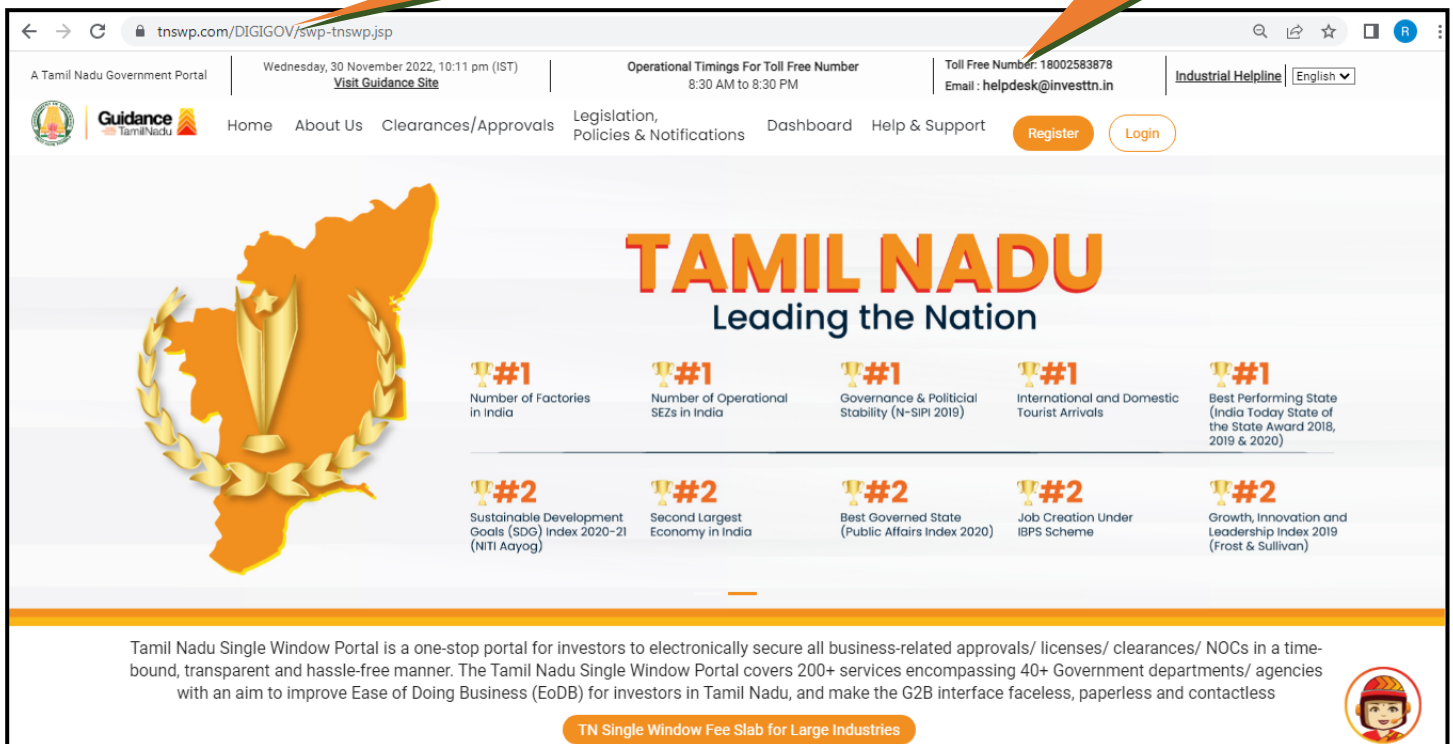 tnswp.com/DIGIGOV/swp-tnswp.jsp
R
A Tamil Nadu Government Portal
Wednesday, 30 November 2022, 10:11 pm (IST)
Visit Guidance Site
Operational Timings For Toll Free Number
8:30 AM to 8:30 PM
Toll Free Number: 18002583878
Email : helpdesk@investtn.in
Industrial Helpline
English
Guidance
TamilNadu
Home
About Us
Clearances/Approvals
Legislation,
Policies & Notifications
Dashboard
Help & Support
Register
Login
TAMIL NADU
Leading the Nation
#1
Number of Factories
in India
#1
Number of Operational
SEZs in India
#1
Governance & Politicial
Stability (N-SIPI 2019)
#1
International and Domestic
Tourist Arrivals
#1
Best Performing State
(India Today State of
the State Award 2018,
2019 & 2020)
#2
Sustainable Development
Goals (SDG) Index 2020-21
(NITI Aayog)
#2
Second Largest
Economy in India
#2
Best Governed State
(Public Affairs Index 2020)
#2
Job Creation Under
IBPS Scheme
#2
Growth, Innovation and
Leadership Index 2019
(Frost & Sullivan)
Tamil Nadu Single Window Portal is a one-stop portal for investors to electronically secure all business-related approvals/ licenses/ clearances/ NOCs in a time-
bound, transparent and hassle-free manner. The Tamil Nadu Single Window Portal covers 200+ services encompassing 40+ Government departments/ agencies
with an aim to improve Ease of Doing Business (EoDB) for investors in Tamil Nadu, and make the G2B interface faceless, paperless and contactless
TN Single Window Fee Slab for Large Industries